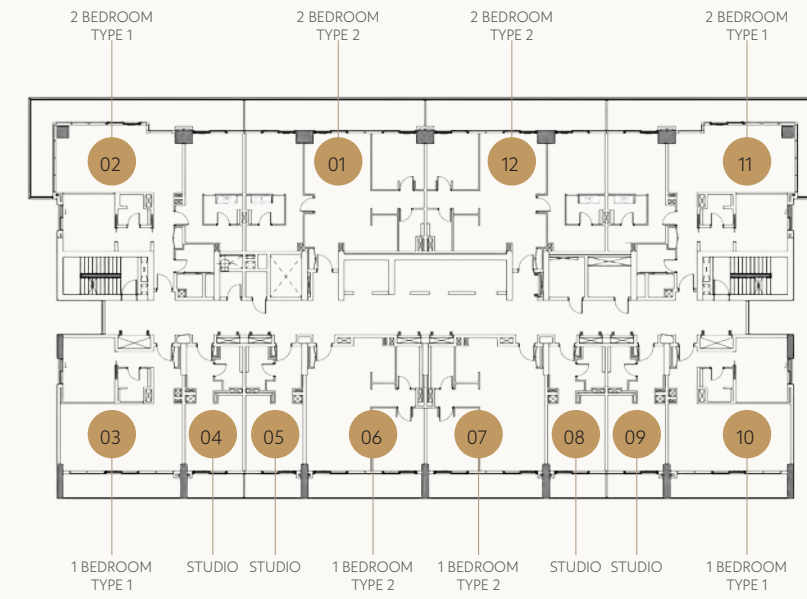 2 BEDROOM
TYPE 1
2 BEDROOM
TYPE 2
2 BEDROOM
TYPE 2
2 BEDROOM
TYPE 1
02
01
12
11
03
04
05
06
07
08
09
10
1 BEDROOM
TYPE 1
STUDIO
STUDIO
1 BEDROOM
TYPE 2
1 BEDROOM
TYPE 2
STUDIO
STUDIO
1 BEDROOM
TYPE 1